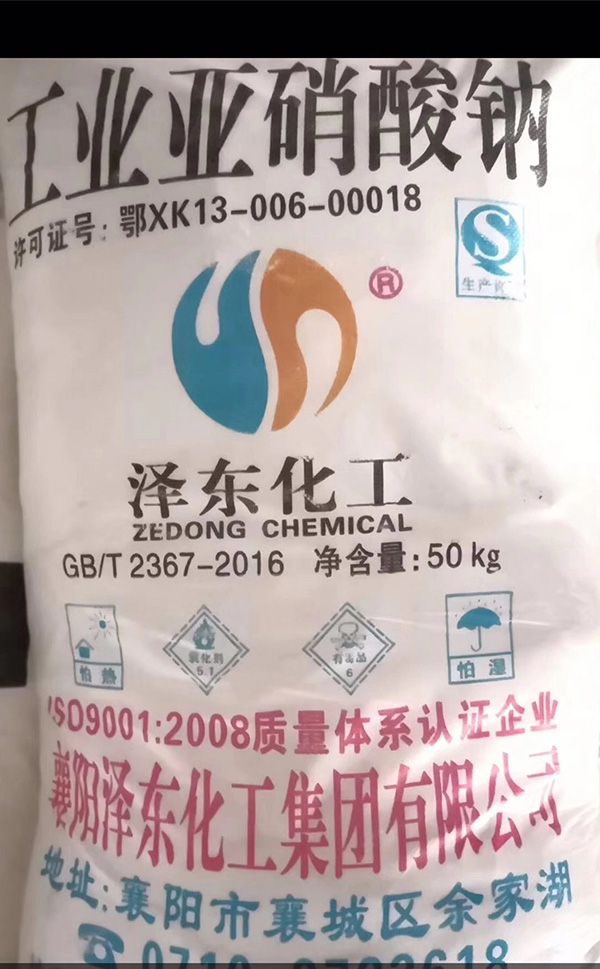 工业亚硝酸钠
许可证号:鄂XK13-006-00018
S
生产许
®
泽东化工
ZEDONG CHEMICAL
GB/T 2367-2016 净含量:50kg
怕热
氧化剂
5.1
有毒品
6
怕湿
ISO9001:2008质量体系认证企业
襄阳泽东化工集团有限公司
地址:襄阳市襄城区余家湖